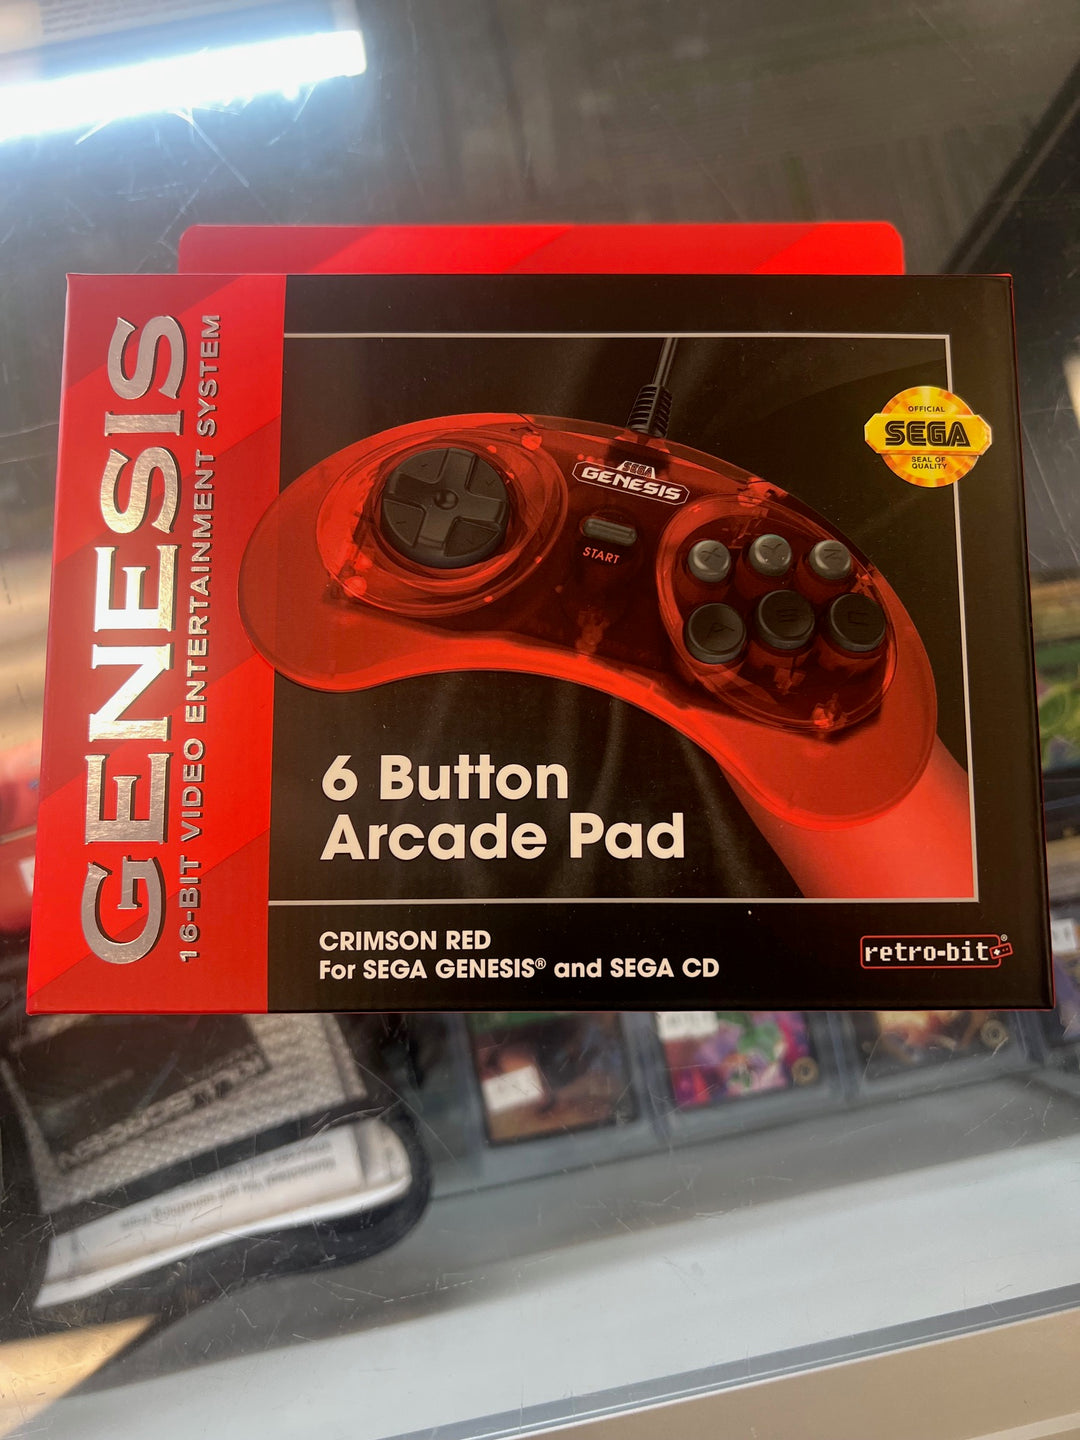 GENESIS
16-BIT VIDEO ENTERTAINMENT SYSTEM
OFFICIAL
SEGA
SEAL OF
QUALITY
SEGA
GENESIS
START
X Y Z
A B C
6 Button
Arcade Pad
CRIMSON RED
For SEGA GENESIS® and SEGA CD
retro-bit®